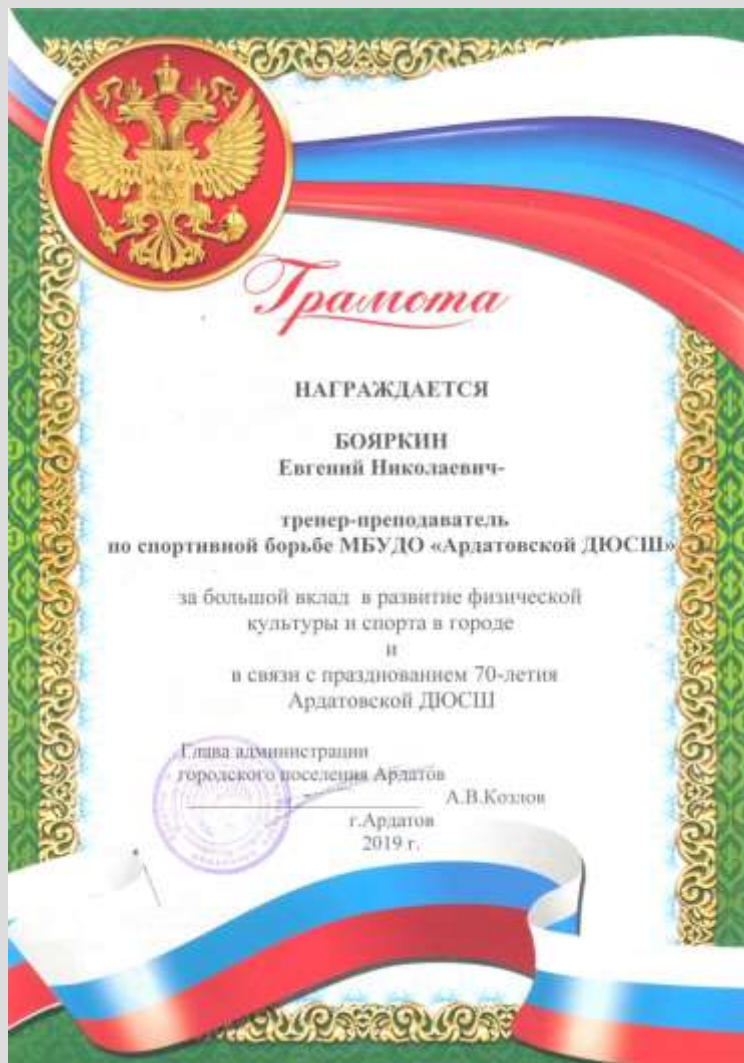 Грамота
НАГРАЖДАЕТСЯ
БОЯРКИН
Евгений Николаевич-
тренер-преподаватель
по спортивной борьбе МБУДО «Ардатовской ДЮСШ»
за большой вклад в развитие физической
культуры и спорта в городе
и
в связи с празднованием 70-летия
Ардатовской ДЮСШ
Глава администрации
городского поселения Ардатов
А.В.Козлов
г.Ардатов
2019 г.